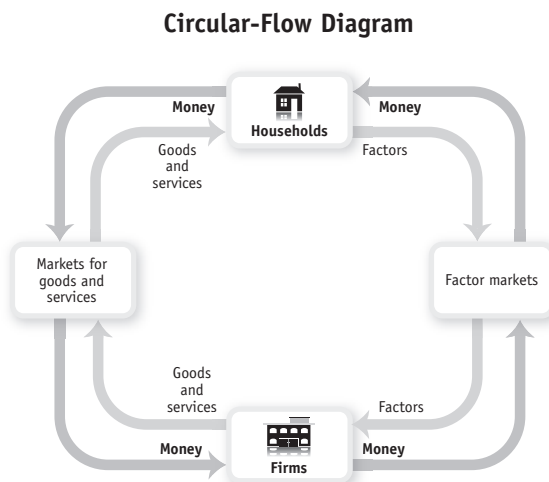 Circular-Flow Diagram
Money
Money
Households
Goods
and
services
Factors
Markets for
goods and
services
Factor markets
Goods
and
services
Factors
Money
Money
Firms